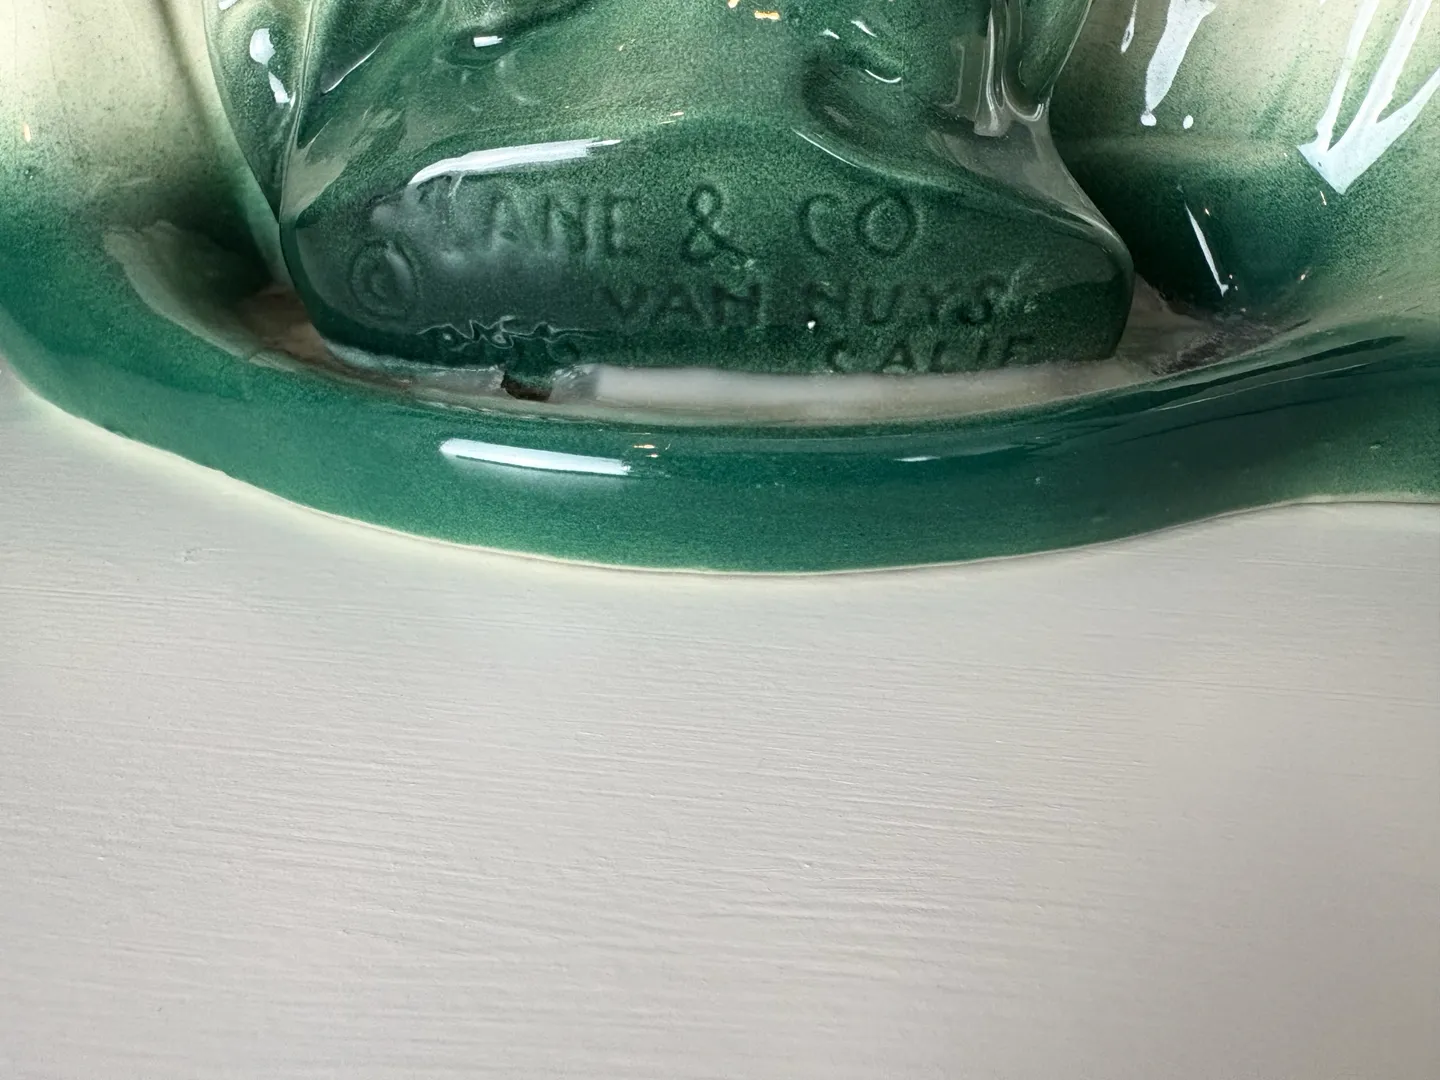 © LANE & CO
VAN NUYS
CALIF